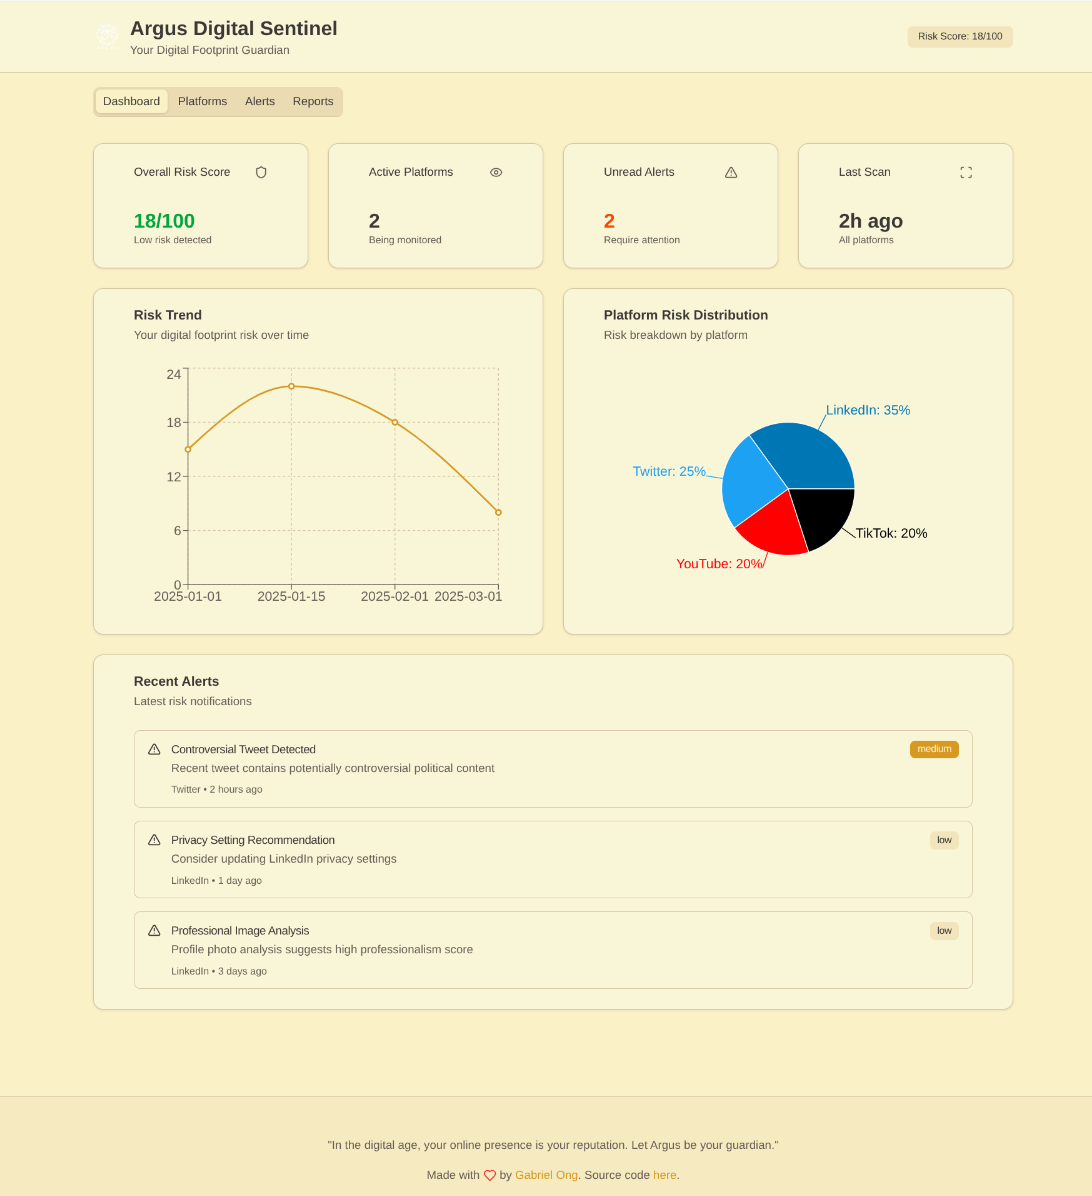 Argus Digital Sentinel
Your Digital Footprint Guardian
Risk Score: 18/100
Dashboard Platforms Alerts Reports
Overall Risk Score
18/100
Low risk detected
Active Platforms
2
Being monitored
Unread Alerts
2
Require attention
Last Scan
2h ago
All platforms
Risk Trend
Your digital footprint risk over time
24
18
12
6
0
2025-01-01 2025-01-15 2025-02-01 2025-03-01
Platform Risk Distribution
Risk breakdown by platform
LinkedIn: 35%
Twitter: 25%
TikTok: 20%
YouTube: 20%
Recent Alerts
Latest risk notifications
Controversial Tweet Detected
medium
Recent tweet contains potentially controversial political content
Twitter • 2 hours ago
Privacy Setting Recommendation
low
Consider updating LinkedIn privacy settings
LinkedIn • 1 day ago
Professional Image Analysis
low
Profile photo analysis suggests high professionalism score
LinkedIn • 3 days ago
"In the digital age, your online presence is your reputation. Let Argus be your guardian."
Made with by Gabriel Ong. Source code here.